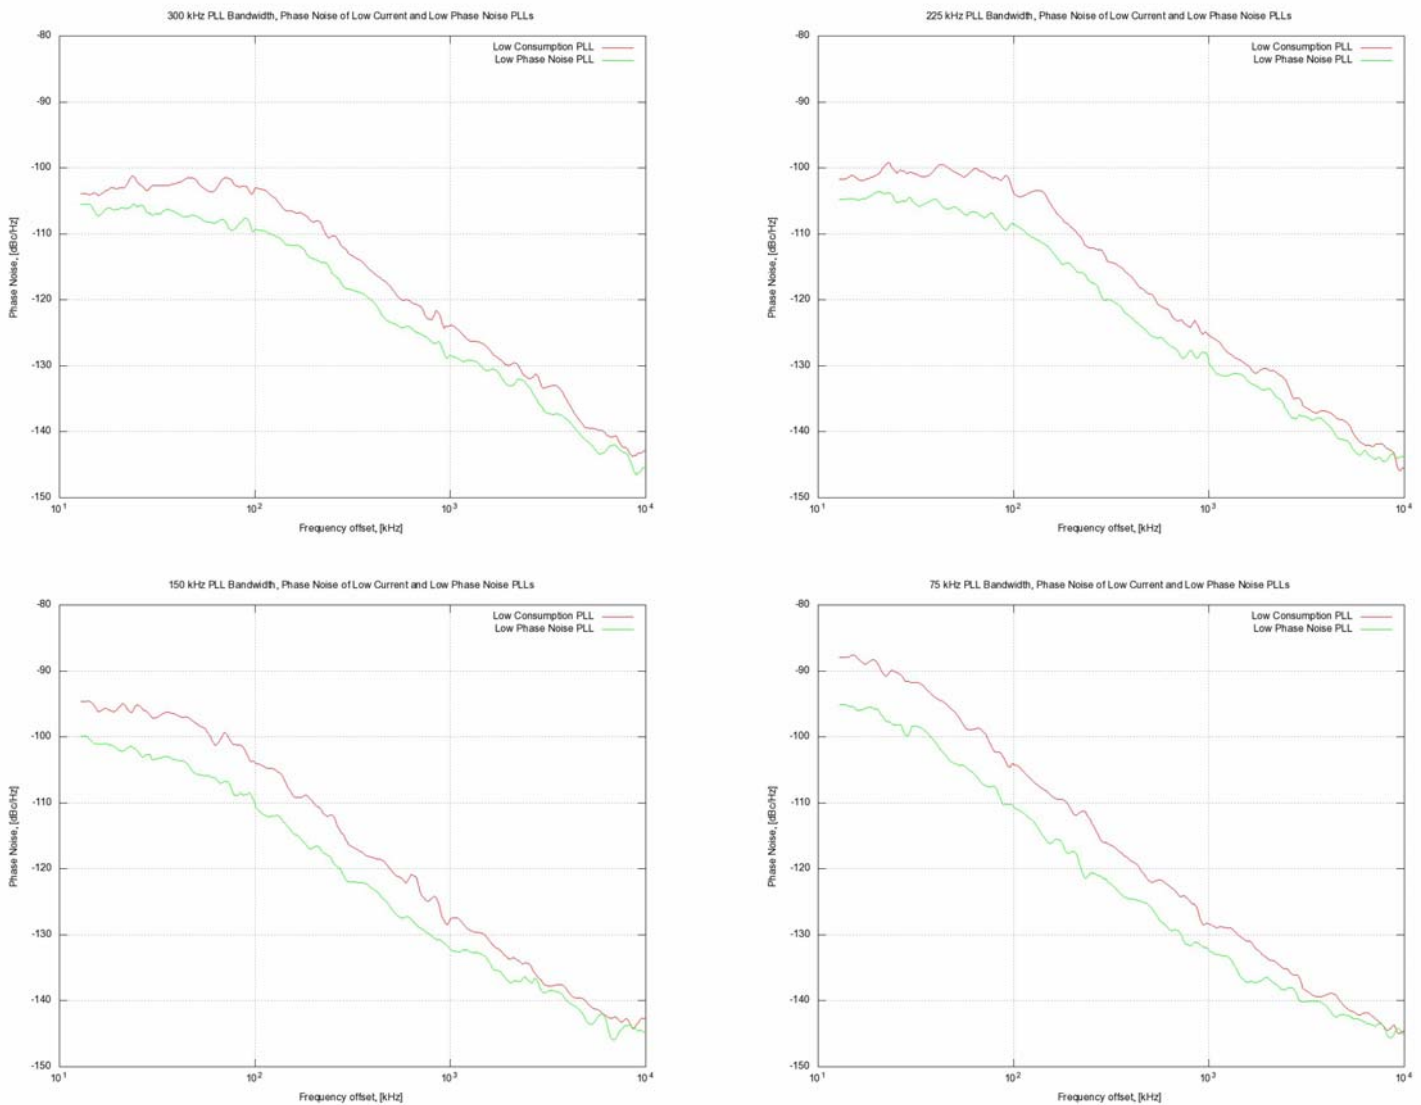 300 kHz PLL Bandwidth, Phase Noise of Low Current and Low Phase Noise PLLs
-80
Low Consumption PLL
Low Phase Noise PLL
-90
-100
-110
-120
-130
-140
-150
Phase Noise, [dBc/Hz]
10^1 10^2 10^3 10^4
Frequency offset, [kHz]
225 kHz PLL Bandwidth, Phase Noise of Low Current and Low Phase Noise PLLs
-80
Low Consumption PLL
Low Phase Noise PLL
-90
-100
-110
-120
-130
-140
-150
Phase Noise, [dBc/Hz]
10^1 10^2 10^3 10^4
Frequency offset, [kHz]
150 kHz PLL Bandwidth, Phase Noise of Low Current and Low Phase Noise PLLs
-80
Low Consumption PLL
Low Phase Noise PLL
-90
-100
-110
-120
-130
-140
-150
Phase Noise, [dBc/Hz]
10^1 10^2 10^3 10^4
Frequency offset, [kHz]
75 kHz PLL Bandwidth, Phase Noise of Low Current and Low Phase Noise PLLs
-80
Low Consumption PLL
Low Phase Noise PLL
-90
-100
-110
-120
-130
-140
-150
Phase Noise, [dBc/Hz]
10^1 10^2 10^3 10^4
Frequency offset, [kHz]